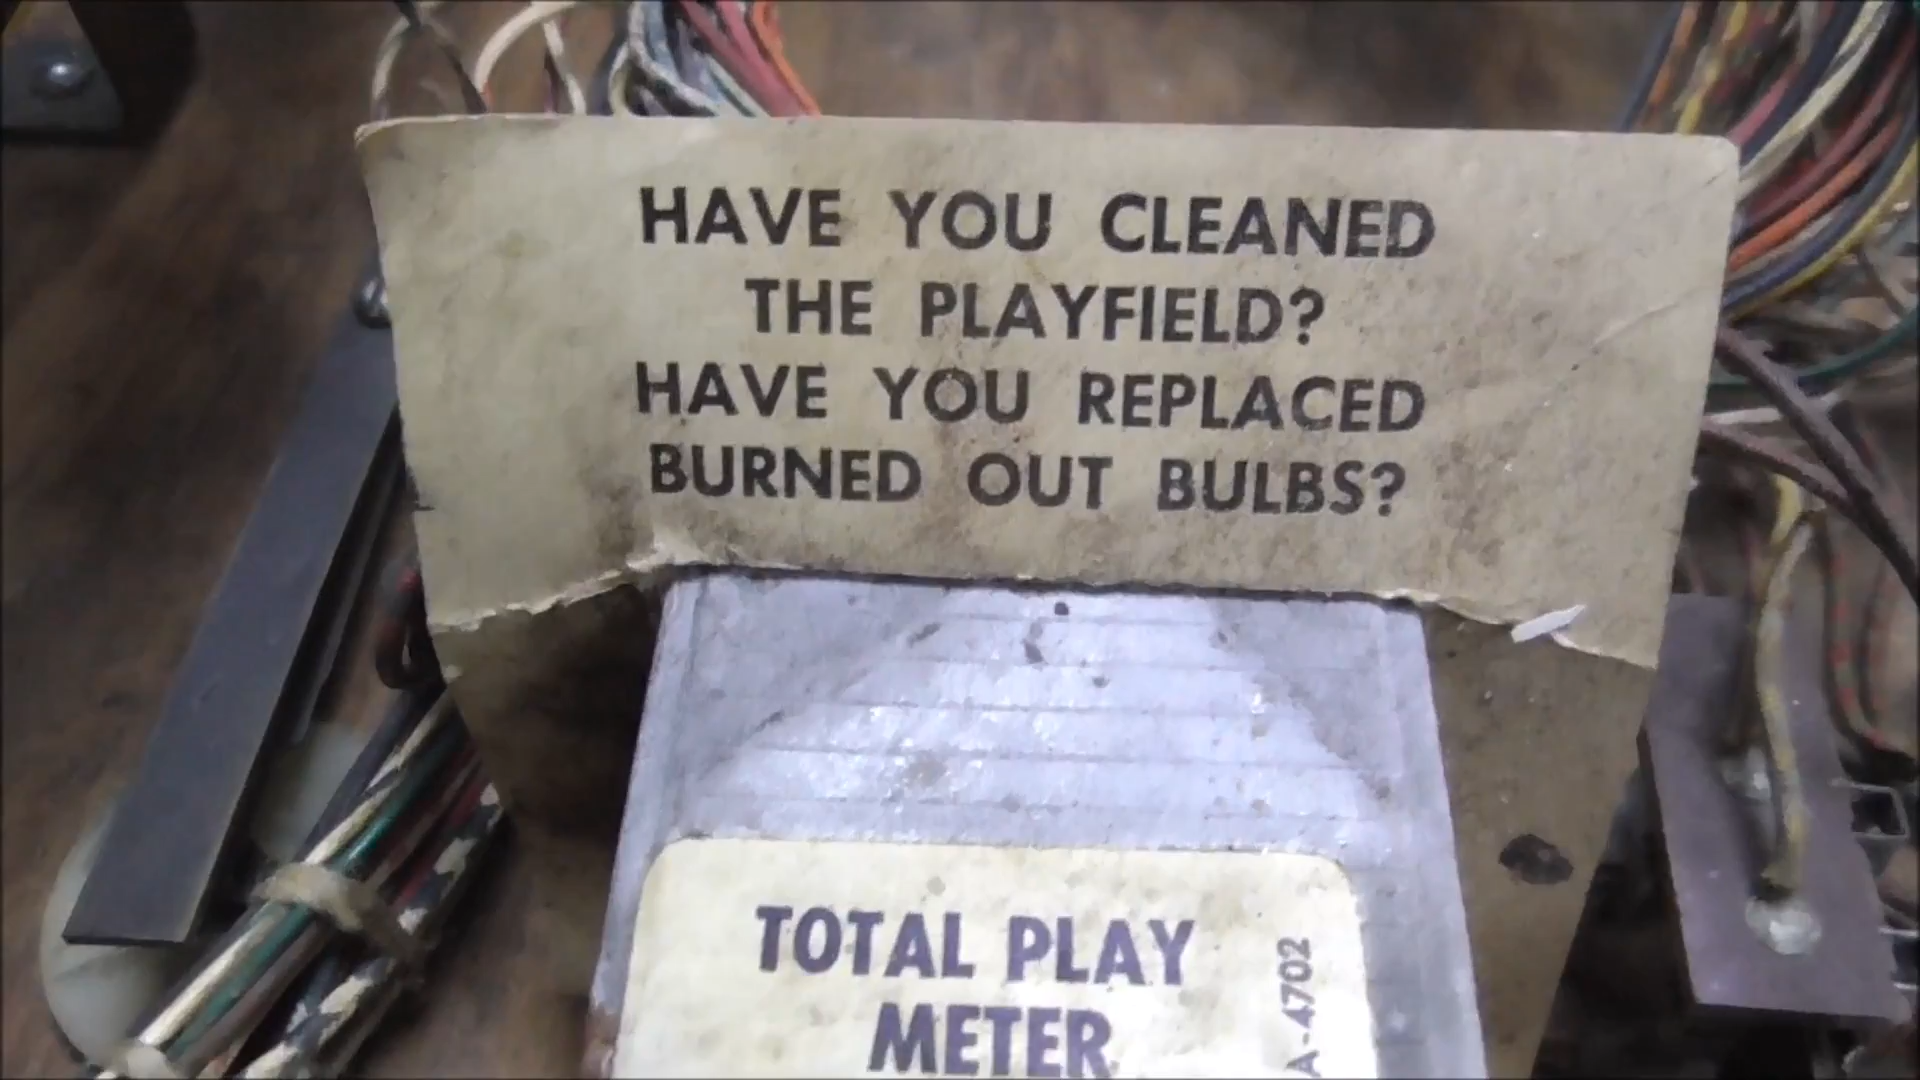 HAVE YOU CLEANED
THE PLAYFIELD?
HAVE YOU REPLACED
BURNED OUT BULBS?
TOTAL PLAY
METER
A-4702